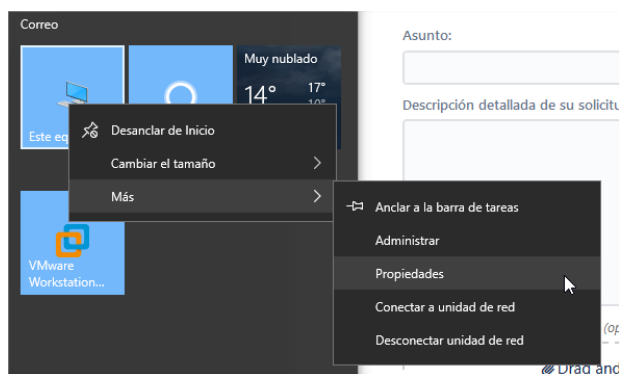 Correo
Asunto:
Muy nublado
14°
17°
10°
Descripción detallada de su solicitu
Este eq
Desanclar de Inicio
Cambiar el tamaño
Más
Anclar a la barra de tareas
Administrar
Propiedades
Conectar a unidad de red
Desconectar unidad de red
VMware
Workstation...
(op
Drag and